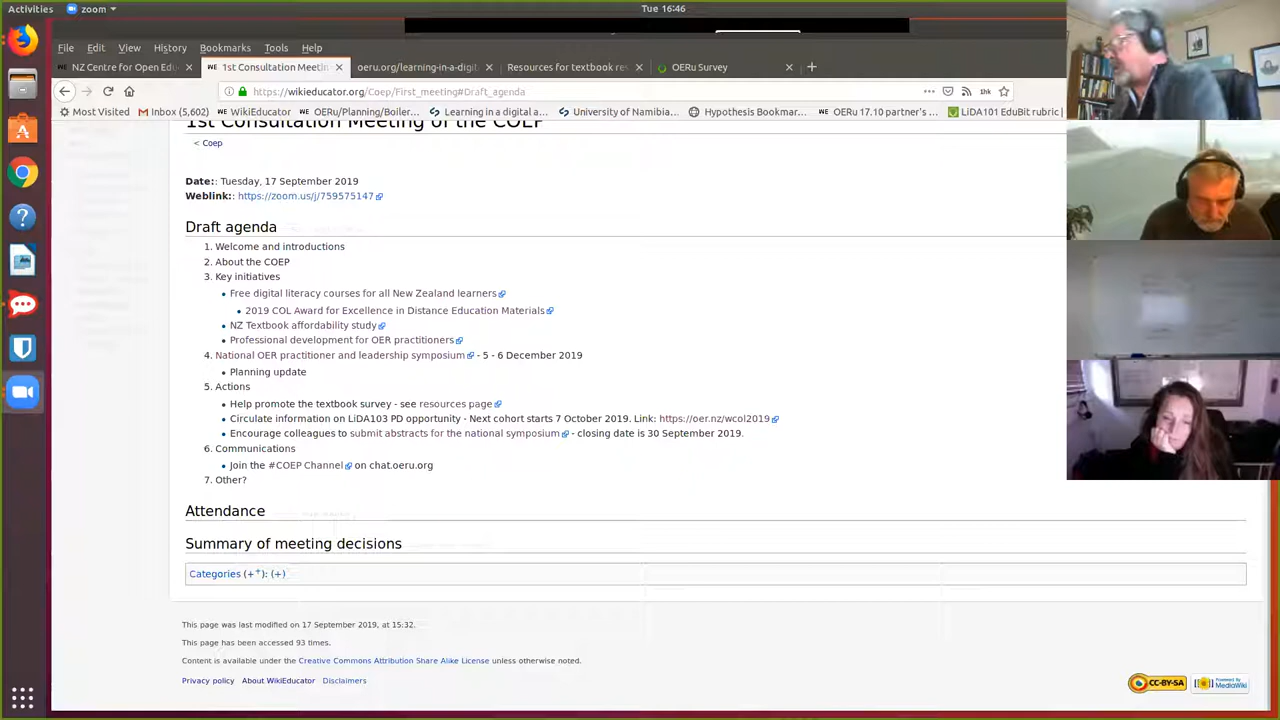 Activities zoom Tue 16:46
File Edit View History Bookmarks Tools Help
NZ Centre for Open Edu 1st Consultation Meetin oeru.org/learning-in-a-digit Resources for textbook res OERu Survey
https://wikieducator.org/Coep/First_meeting#Draft_agenda
Most Visited Inbox (5,602) WikiEducator OERu/Planning/Boiler... Learning in a digital a... University of Namibia... Hypothesis Bookmar... OERu 17.10 partner's ... LiDA101 EduBit rubric
1st Consultation Meeting of the COEP
< Coep
Date:: Tuesday, 17 September 2019
Weblink:: https://zoom.us/j/759575147
Draft agenda
1. Welcome and introductions
2. About the COEP
3. Key initiatives
• Free digital literacy courses for all New Zealand learners
• 2019 COL Award for Excellence in Distance Education Materials
• NZ Textbook affordability study
• Professional development for OER practitioners
4. National OER practitioner and leadership symposium - 5 - 6 December 2019
• Planning update
5. Actions
• Help promote the textbook survey - see resources page
• Circulate information on LiDA103 PD opportunity - Next cohort starts 7 October 2019. Link: https://oer.nz/wcol2019
• Encourage colleagues to submit abstracts for the national symposium - closing date is 30 September 2019.
6. Communications
• Join the #COEP Channel on chat.oeru.org
7. Other?
Attendance
Summary of meeting decisions
Categories (++): (+)
This page was last modified on 17 September 2019, at 15:32.
This page has been accessed 93 times.
Content is available under the Creative Commons Attribution Share Alike License unless otherwise noted.
Privacy policy About WikiEducator Disclaimers
CC-BY-SA Powered By MediaWiki